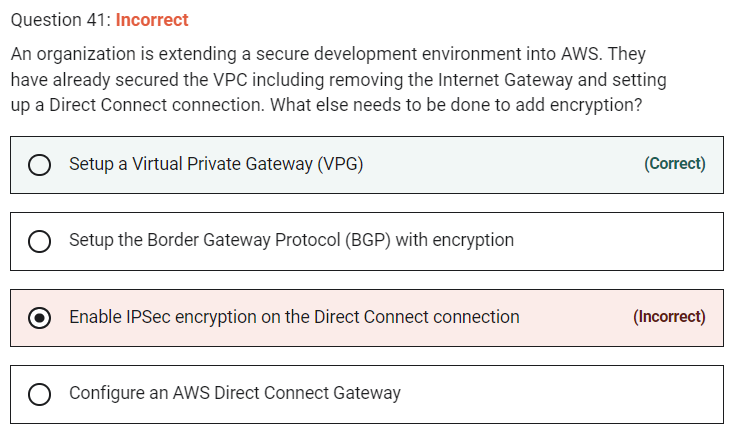 Question 41: Incorrect
An organization is extending a secure development environment into AWS. They
have already secured the VPC including removing the Internet Gateway and setting
up a Direct Connect connection. What else needs to be done to add encryption?
Setup a Virtual Private Gateway (VPG) (Correct)
Setup the Border Gateway Protocol (BGP) with encryption
Enable IPSec encryption on the Direct Connect connection (Incorrect)
Configure an AWS Direct Connect Gateway